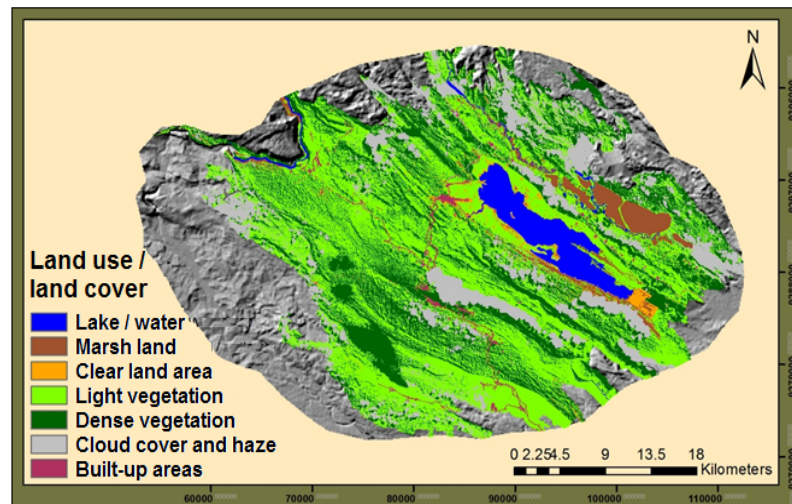 N
Land use /
land cover
Lake / water
Marsh land
Clear land area
Light vegetation
Dense vegetation
Cloud cover and haze
Built-up areas
0 2.25 4.5 9 13.5 18
Kilometers
60000 70000 80000 90000 100000 110000